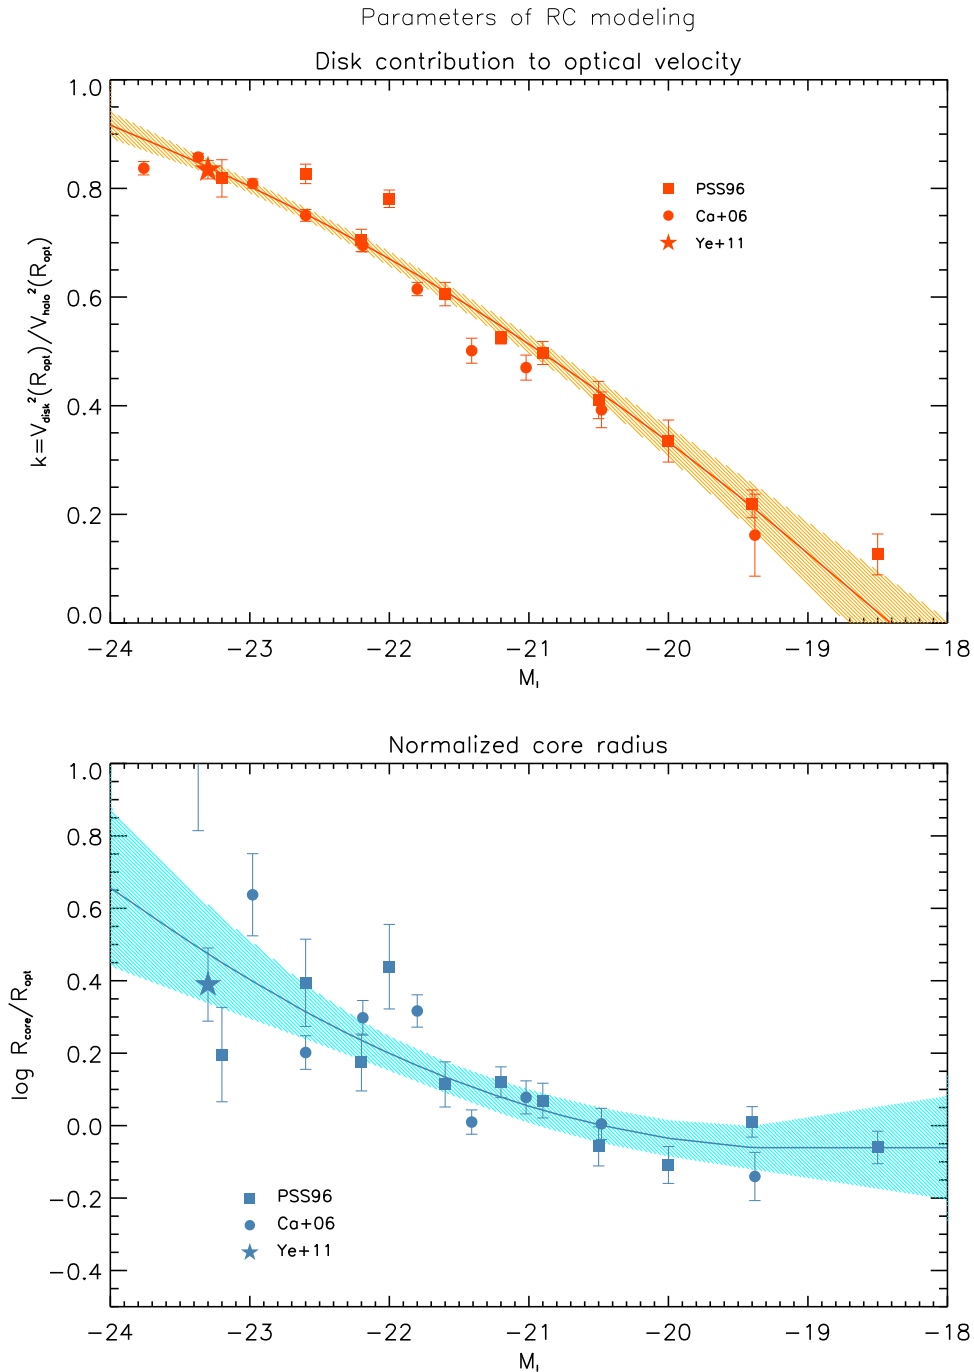 Parameters of RC modeling
Disk contribution to optical velocity
1.0
0.8
0.6
0.4
0.2
0.0
k=V_disk^2(R_opt)/V_halo^2(R_opt)
PSS96
Ca+06
Ye+11
-24 -23 -22 -21 -20 -19 -18
M_I
Normalized core radius
1.0
0.8
0.6
0.4
0.2
0.0
-0.2
-0.4
log R_core/R_opt
PSS96
Ca+06
Ye+11
-24 -23 -22 -21 -20 -19 -18
M_I